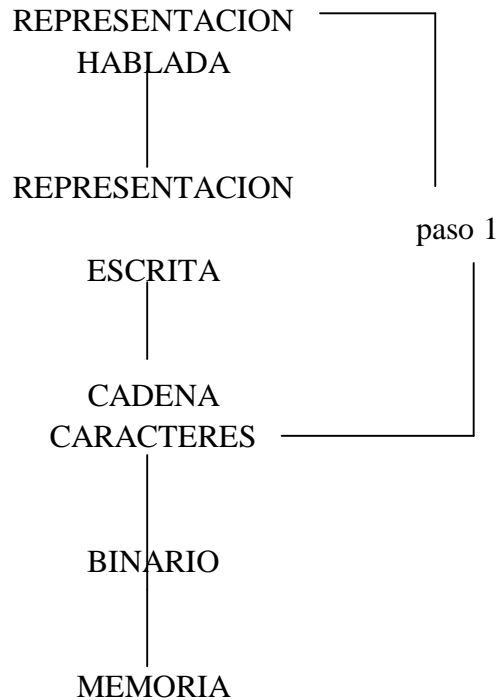 REPRESENTACION
HABLADA
REPRESENTACION
paso 1
ESCRITA
CADENA
CARACTERES
BINARIO
MEMORIA